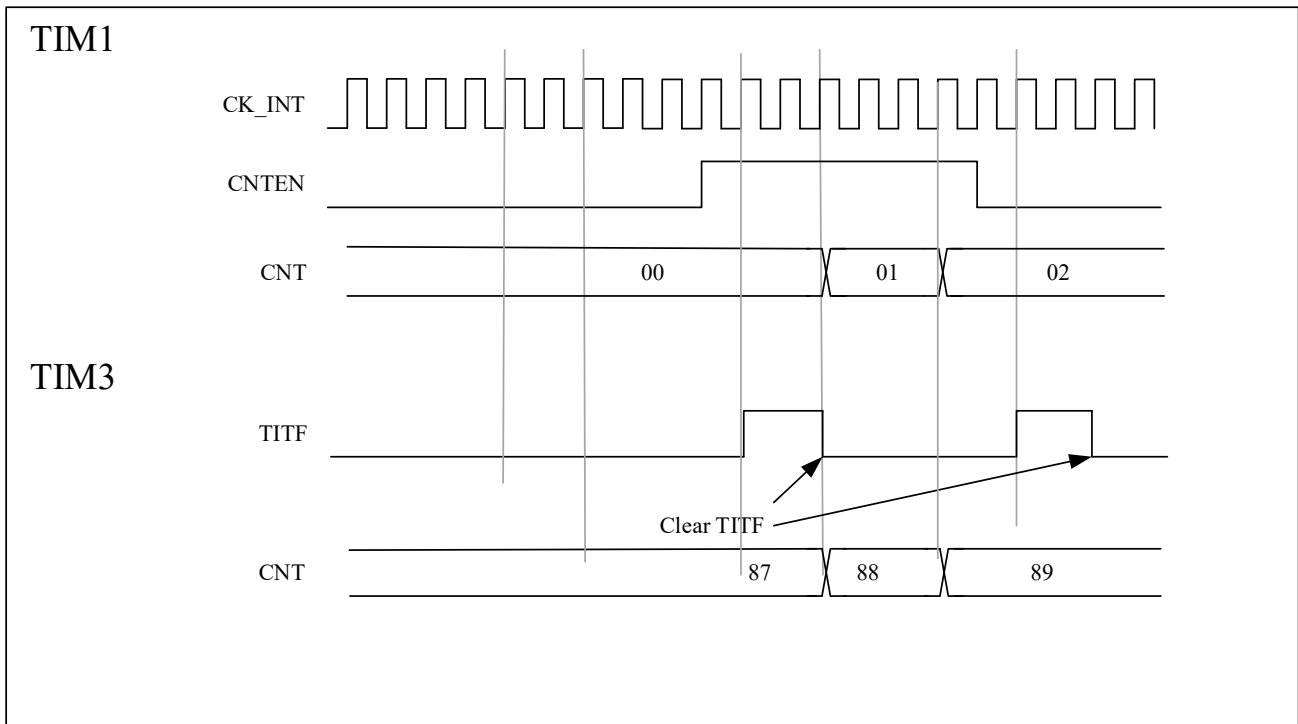 TIM1
CK_INT
CNTEN
CNT
00
01
02
TIM3
TITF
Clear TITF
CNT
87
88
89